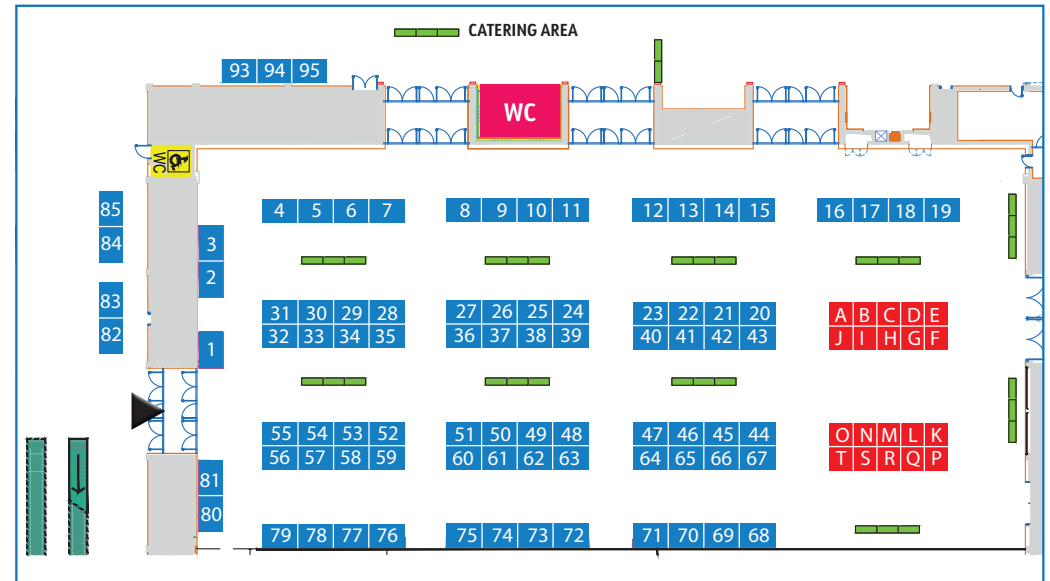 CATERING AREA
93 94 95
WC
WC
85
84
83
82
3
2
1
4 5 6 7
8 9 10 11
12 13 14 15
16 17 18 19
31 30 29 28
32 33 34 35
27 26 25 24
36 37 38 39
23 22 21 20
40 41 42 43
A B C D E
J I H G F
55 54 53 52
56 57 58 59
51 50 49 48
60 61 62 63
47 46 45 44
64 65 66 67
O N M L K
T S R Q P
81
80
79 78 77 76
75 74 73 72
71 70 69 68